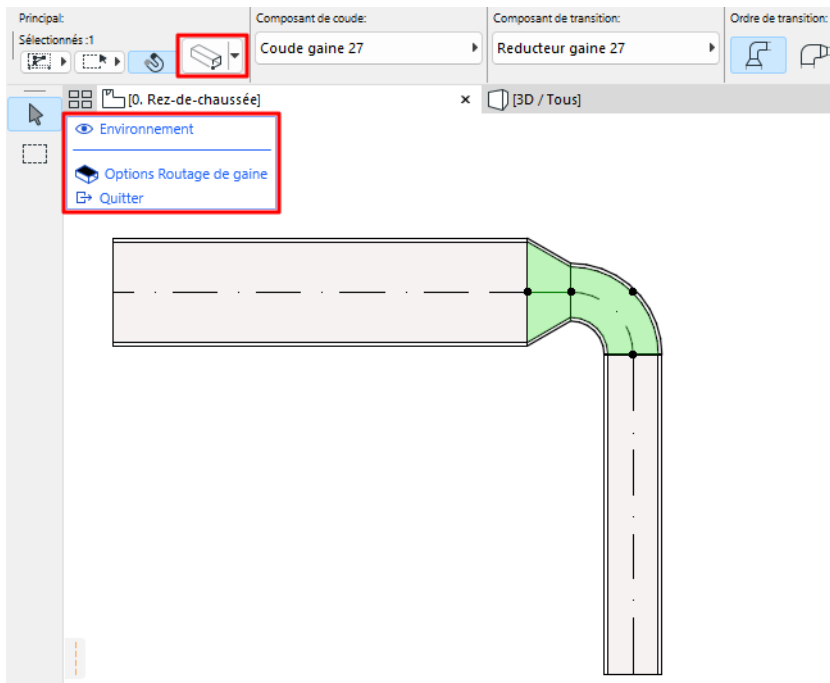 Principal:
Composant de coude:
Composant de transition:
Ordre de transition:
Sélectionnés :1
Coude gaine 27
Reducteur gaine 27
[0. Rez-de-chaussée]
[3D / Tous]
Environnement
Options Routage de gaine
Quitter